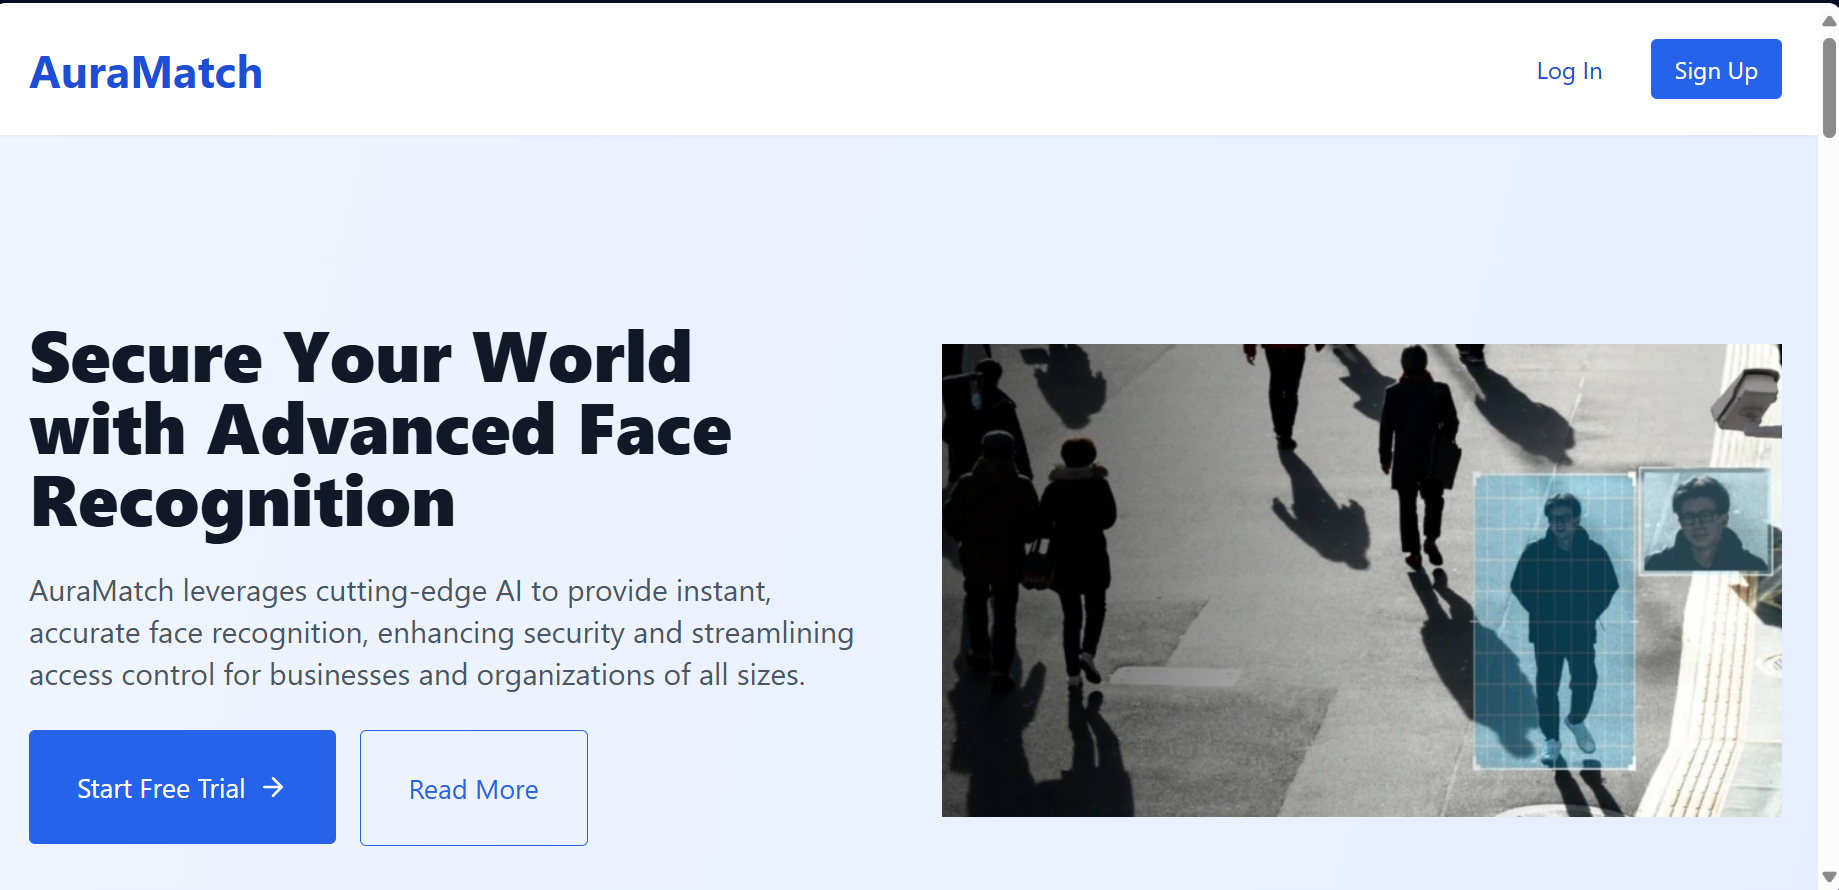 AuraMatch
Log In
Sign Up
Secure Your World
with Advanced Face
Recognition
AuraMatch leverages cutting-edge AI to provide instant,
accurate face recognition, enhancing security and streamlining
access control for businesses and organizations of all sizes.
Start Free Trial →
Read More